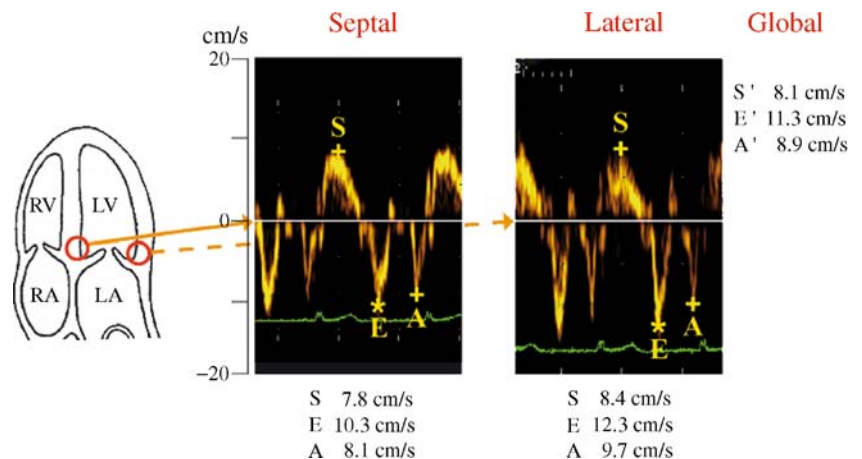 Septal
Lateral
Global
cm/s
20
0
−20
RV
LV
RA
LA
S
E
A
S
E
A
S ' 8.1 cm/s
E ' 11.3 cm/s
A ' 8.9 cm/s
S 7.8 cm/s
E 10.3 cm/s
A 8.1 cm/s
S 8.4 cm/s
E 12.3 cm/s
A 9.7 cm/s